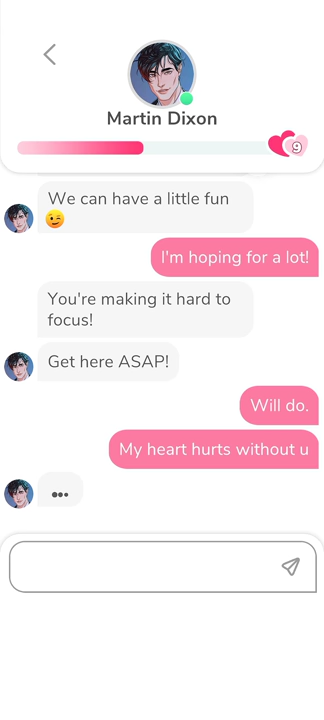 Martin Dixon
9
We can have a little fun
😉
I'm hoping for a lot!
You're making it hard to
focus!
Get here ASAP!
Will do.
My heart hurts without u